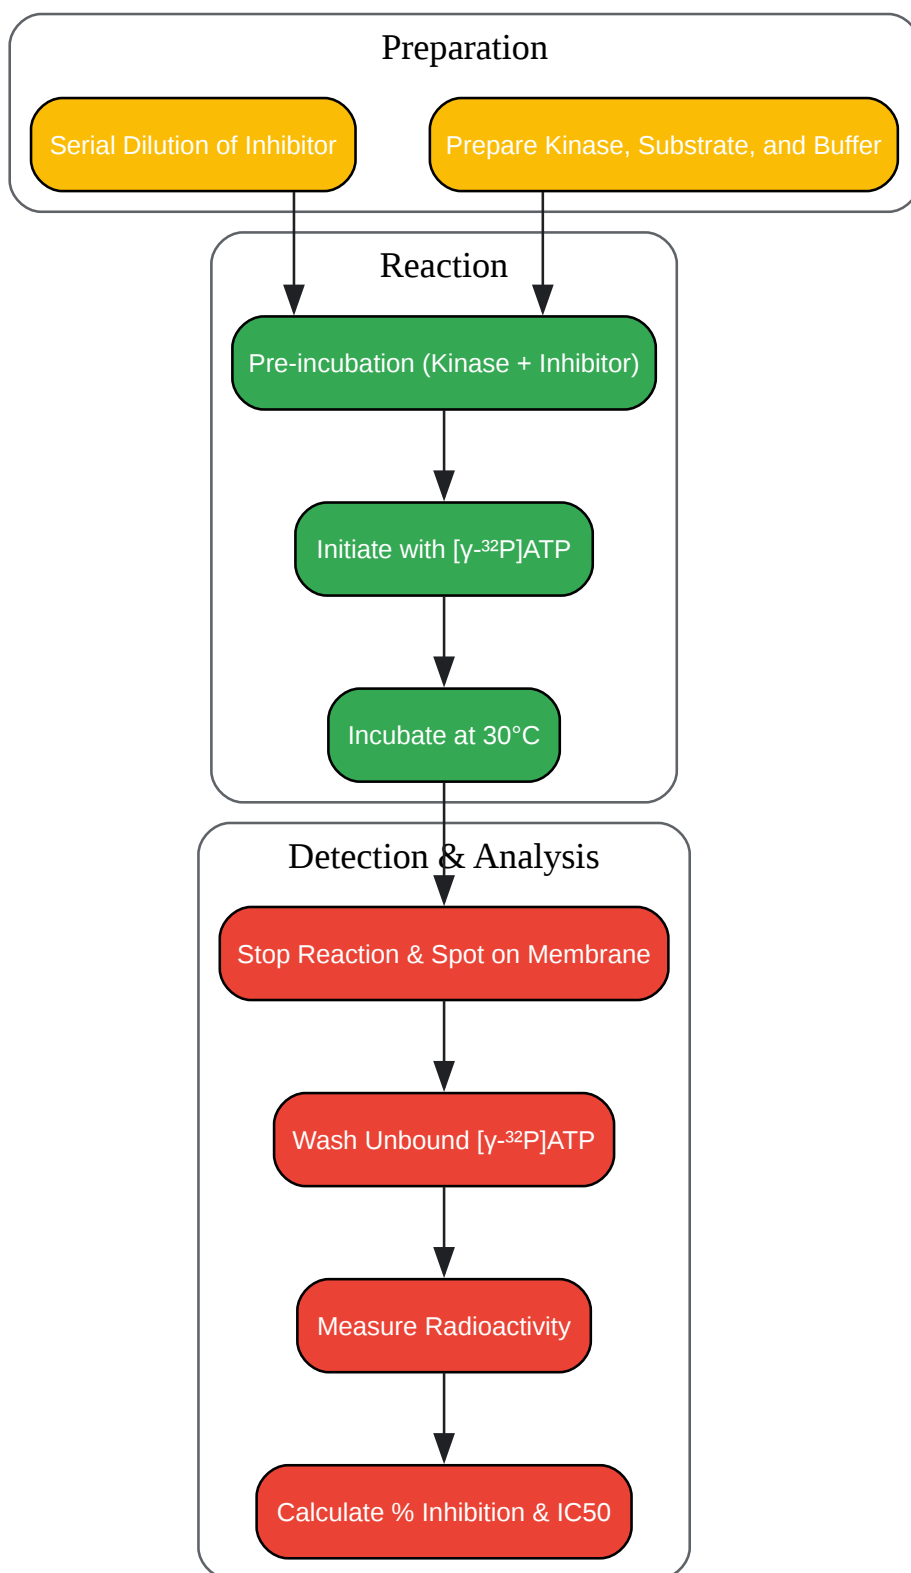 Preparation
Serial Dilution of Inhibitor
Prepare Kinase, Substrate, and Buffer
Reaction
Pre-incubation (Kinase + Inhibitor)
Initiate with [γ-³²P]ATP
Incubate at 30°C
Detection & Analysis
Stop Reaction & Spot on Membrane
Wash Unbound [γ-³²P]ATP
Measure Radioactivity
Calculate % Inhibition & IC50